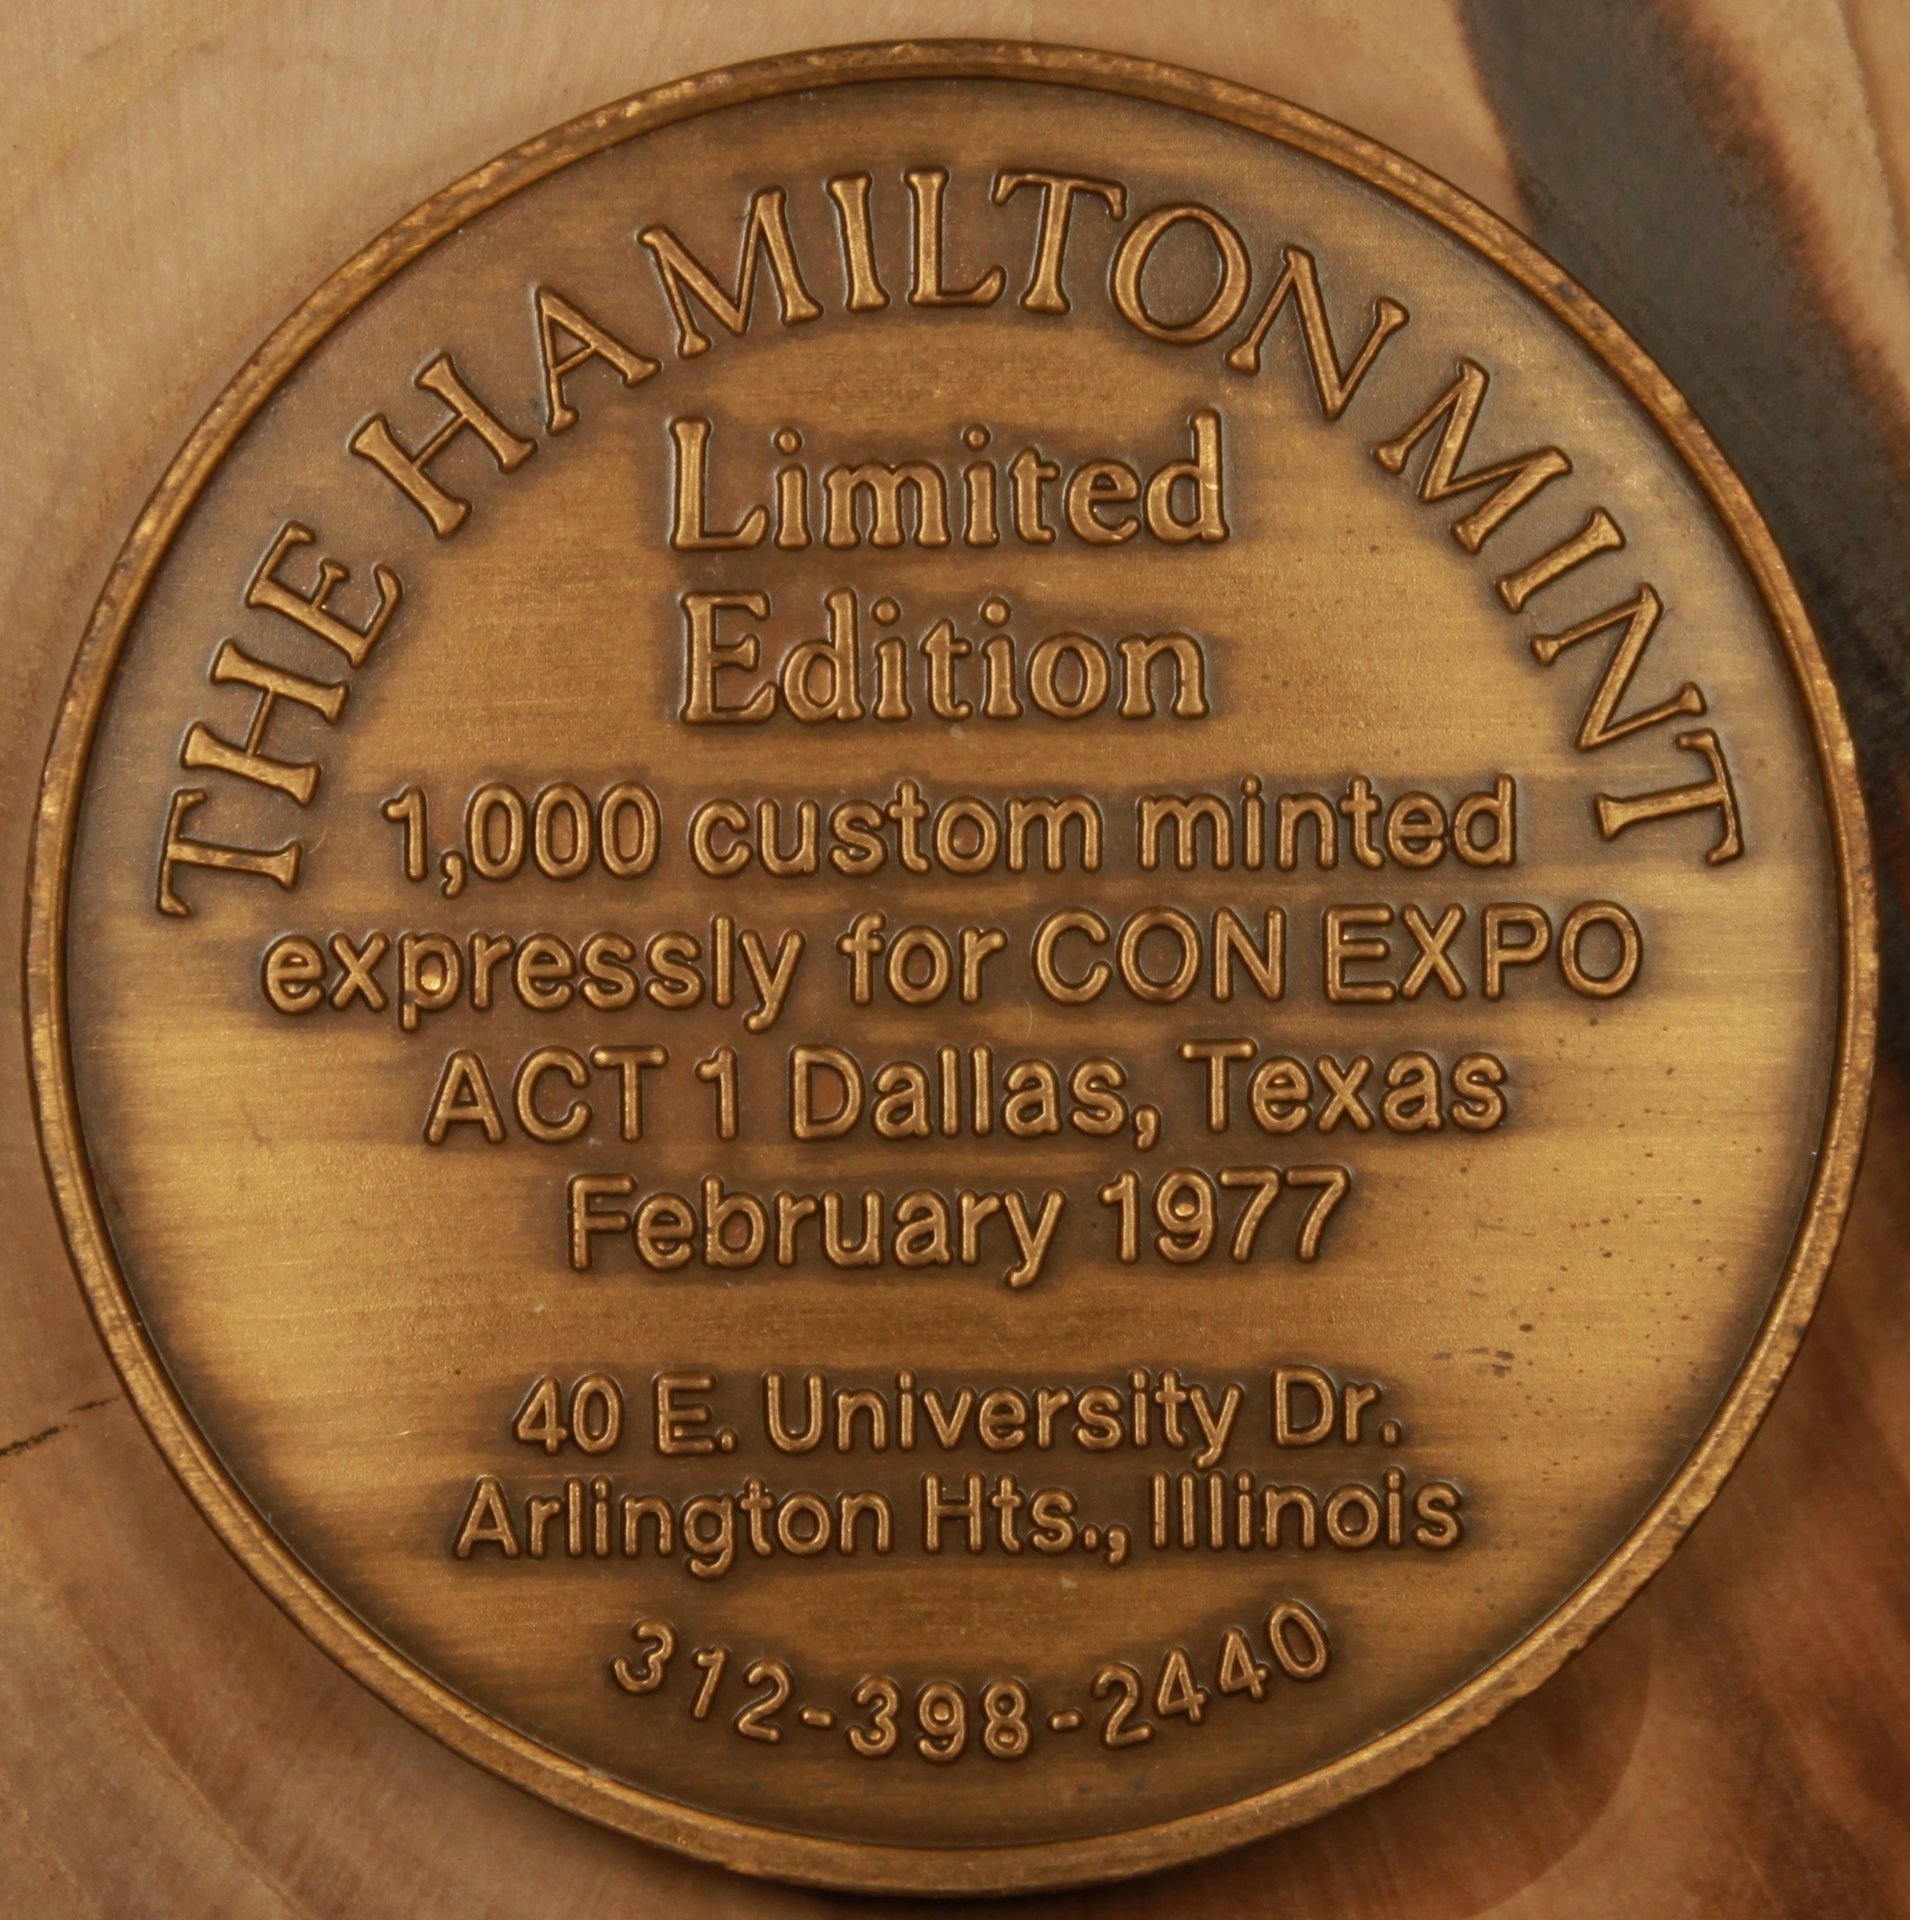 THE HAMILTON MINT
Limited
Edition
1,000 custom minted
expressly for CON EXPO
ACT 1 Dallas, Texas
February 1977
40 E. University Dr.
Arlington Hts., Illinois
312-398-2440